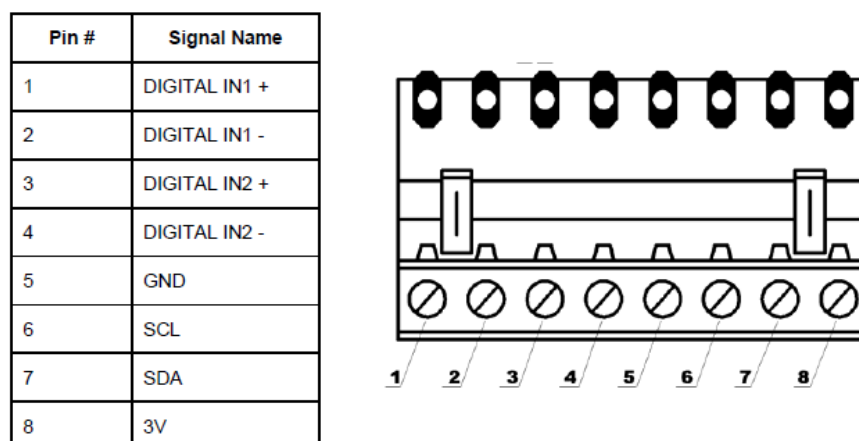 Pin # Signal Name
1 DIGITAL IN1 +
2 DIGITAL IN1 -
3 DIGITAL IN2 +
4 DIGITAL IN2 -
5 GND
6 SCL
7 SDA
8 3V
1 2 3 4 5 6 7 8